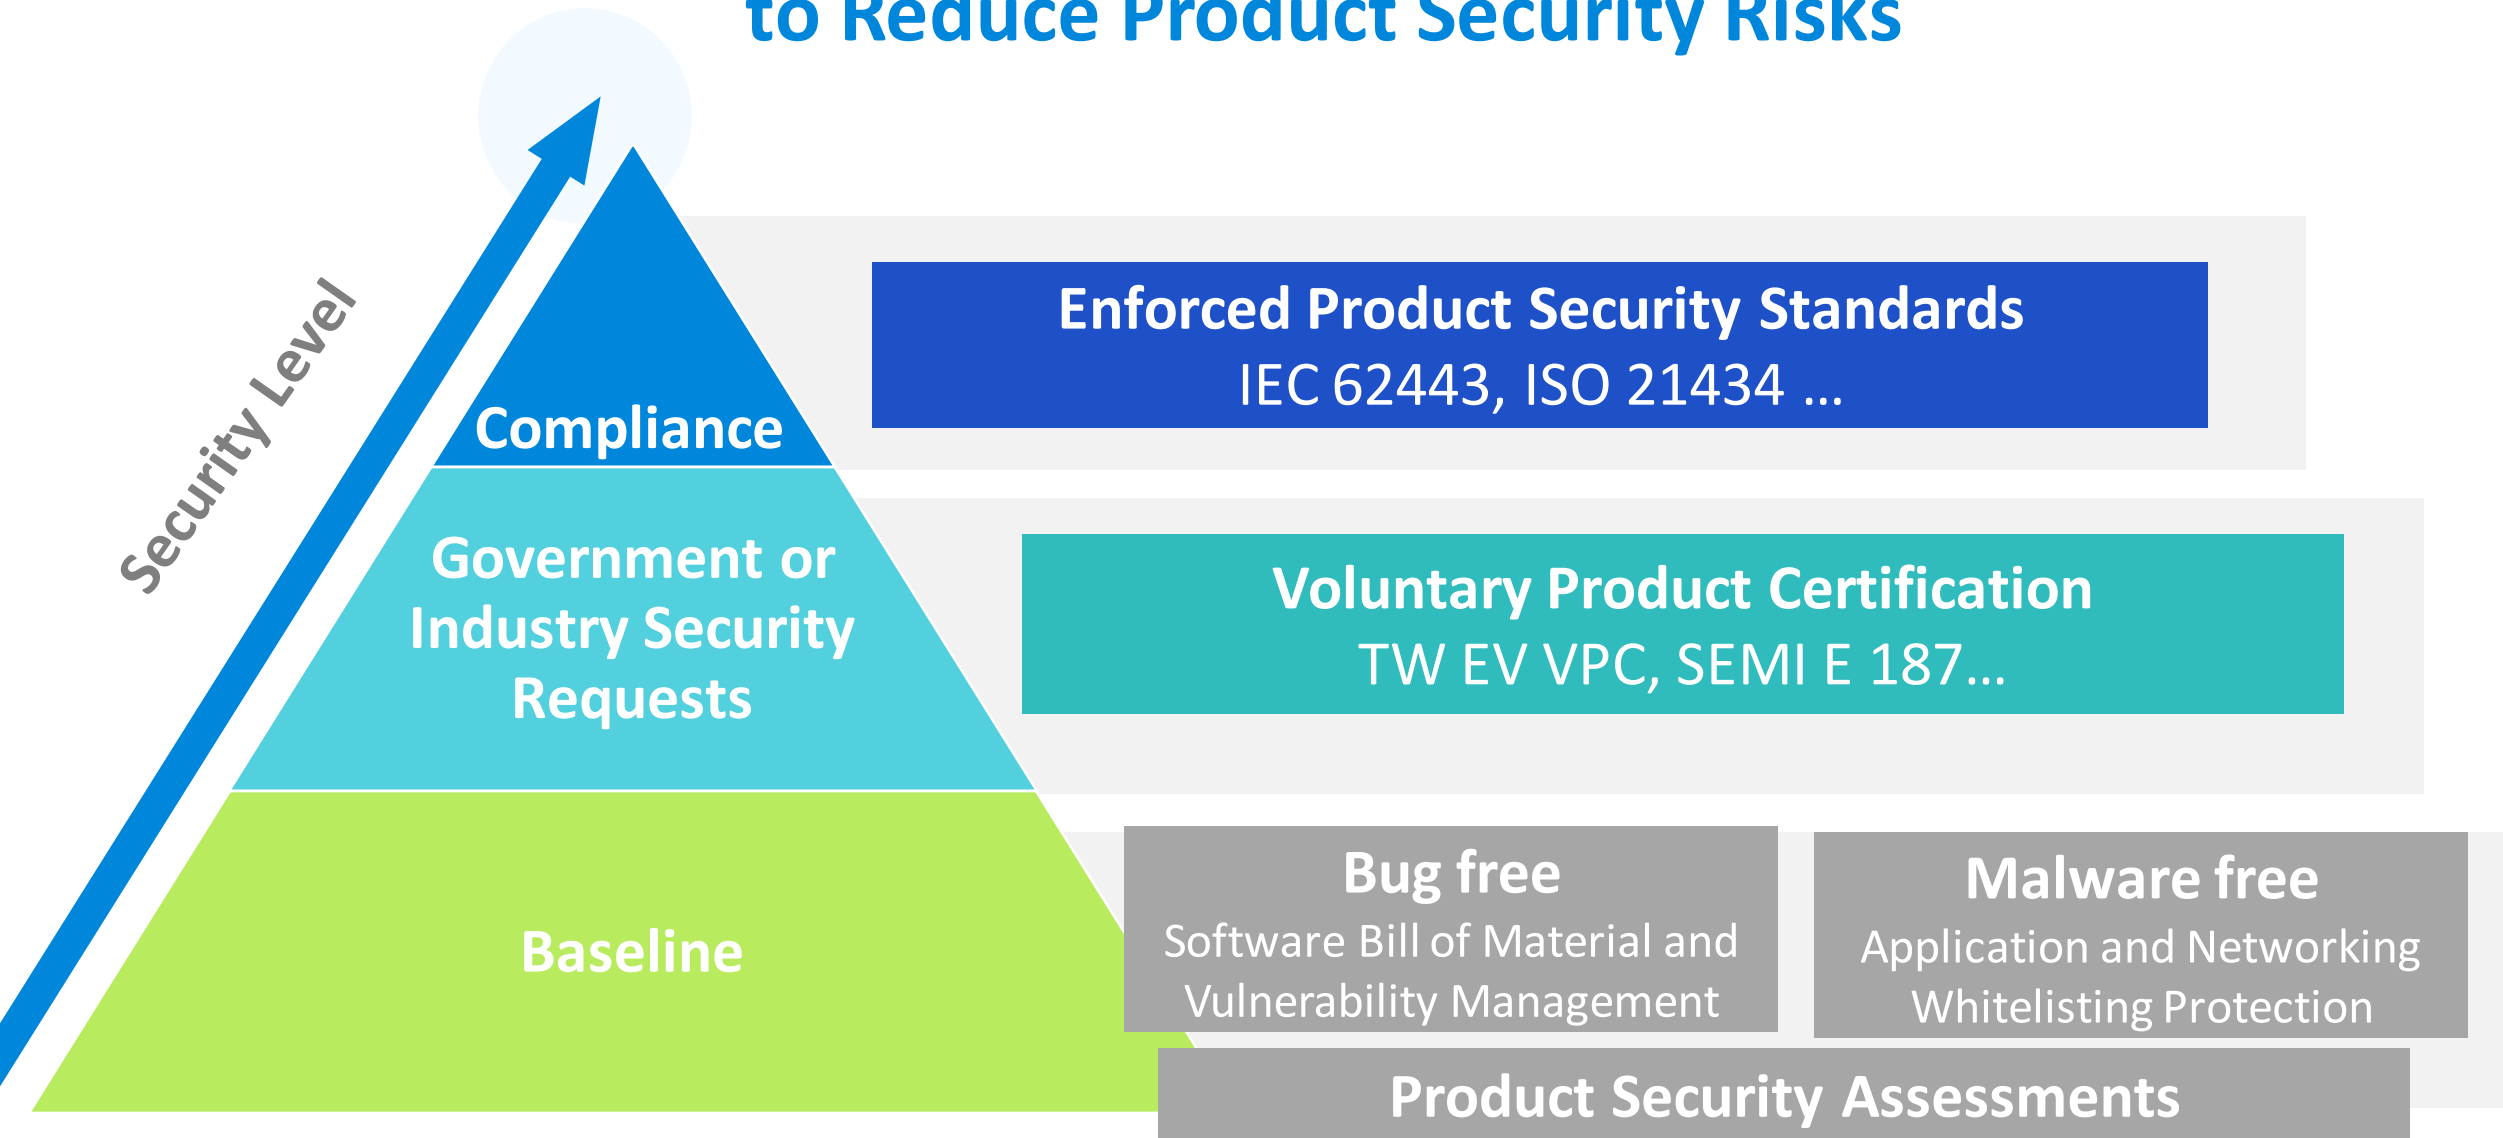 to Reduce Product Security Risks
Security Level
Compliance
Enforced Product Security Standards
IEC 62443, ISO 21434 ...
Government or
Industry Security
Requests
Voluntary Product Certification
TW EV VPC, SEMI E 187...
Baseline
Bug free
Software Bill of Material and
Vulnerability Management
Malware free
Application and Networking
Whitelisting Protection
Product Security Assessments